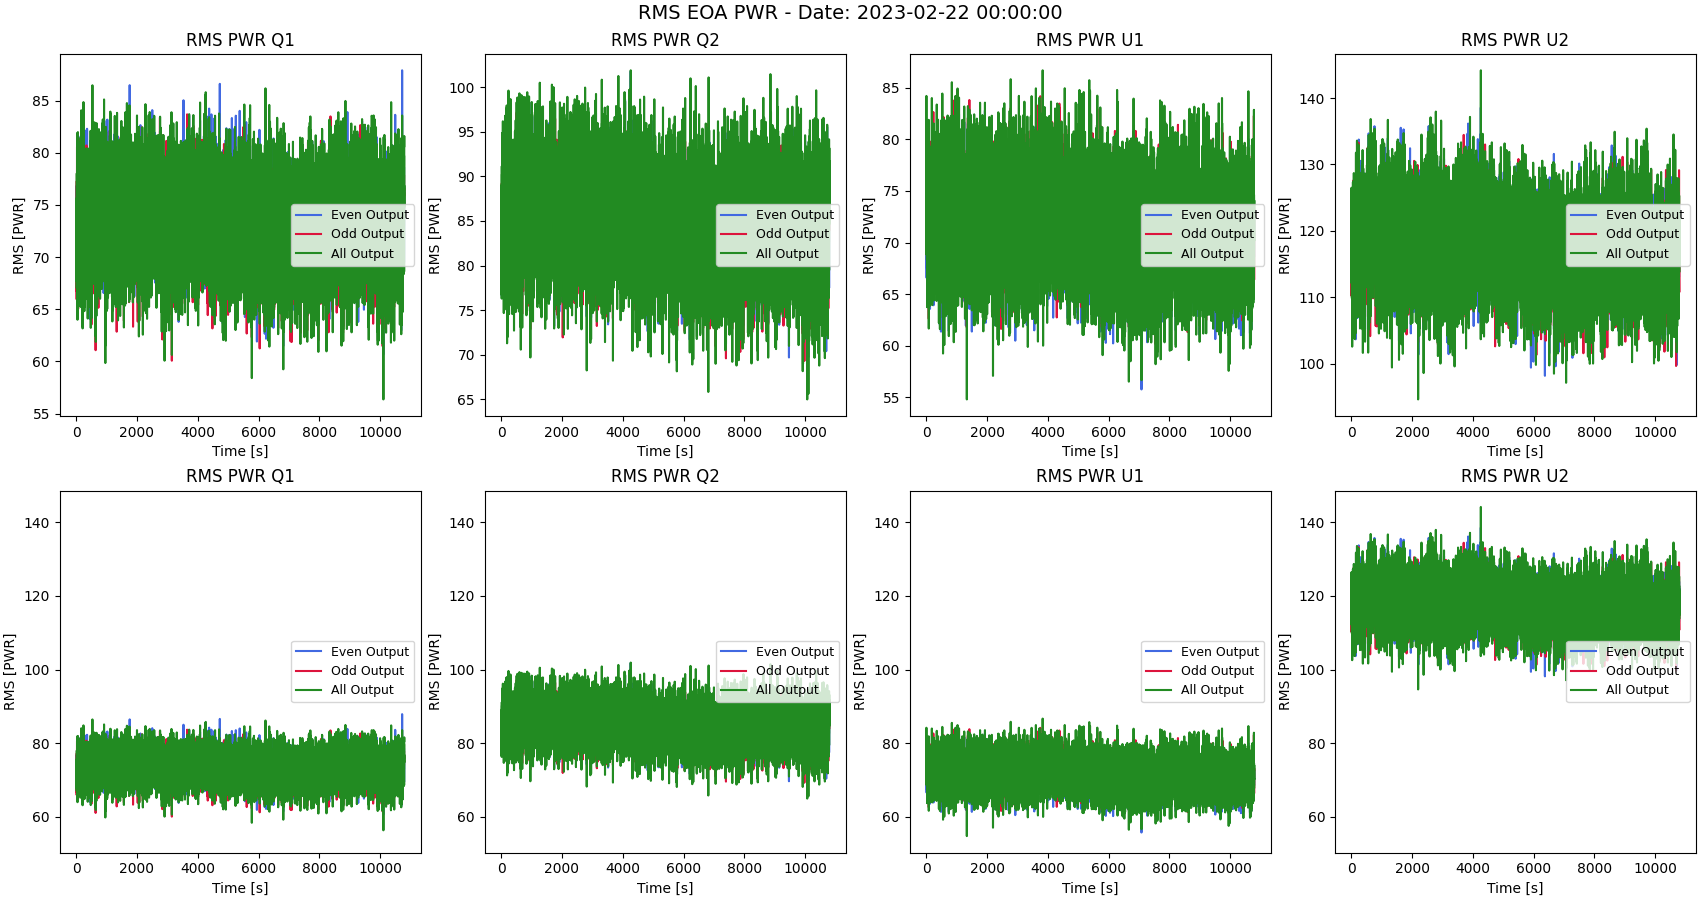 RMS EOA PWR - Date: 2023-02-22 00:00:00
RMS PWR Q1
RMS [PWR]
85
80
75
70
65
60
55
0 2000 4000 6000 8000 10000
Time [s]
Even Output
Odd Output
All Output
RMS PWR Q2
RMS [PWR]
100
95
90
85
80
75
70
65
0 2000 4000 6000 8000 10000
Time [s]
Even Output
Odd Output
All Output
RMS PWR U1
RMS [PWR]
85
80
75
70
65
60
55
0 2000 4000 6000 8000 10000
Time [s]
Even Output
Odd Output
All Output
RMS PWR U2
RMS [PWR]
140
130
120
110
100
0 2000 4000 6000 8000 10000
Time [s]
Even Output
Odd Output
All Output
RMS PWR Q1
RMS [PWR]
140
120
100
80
60
0 2000 4000 6000 8000 10000
Time [s]
Even Output
Odd Output
All Output
RMS PWR Q2
RMS [PWR]
140
120
100
80
60
0 2000 4000 6000 8000 10000
Time [s]
Even Output
Odd Output
All Output
RMS PWR U1
RMS [PWR]
140
120
100
80
60
0 2000 4000 6000 8000 10000
Time [s]
Even Output
Odd Output
All Output
RMS PWR U2
RMS [PWR]
140
120
100
80
60
0 2000 4000 6000 8000 10000
Time [s]
Even Output
Odd Output
All Output